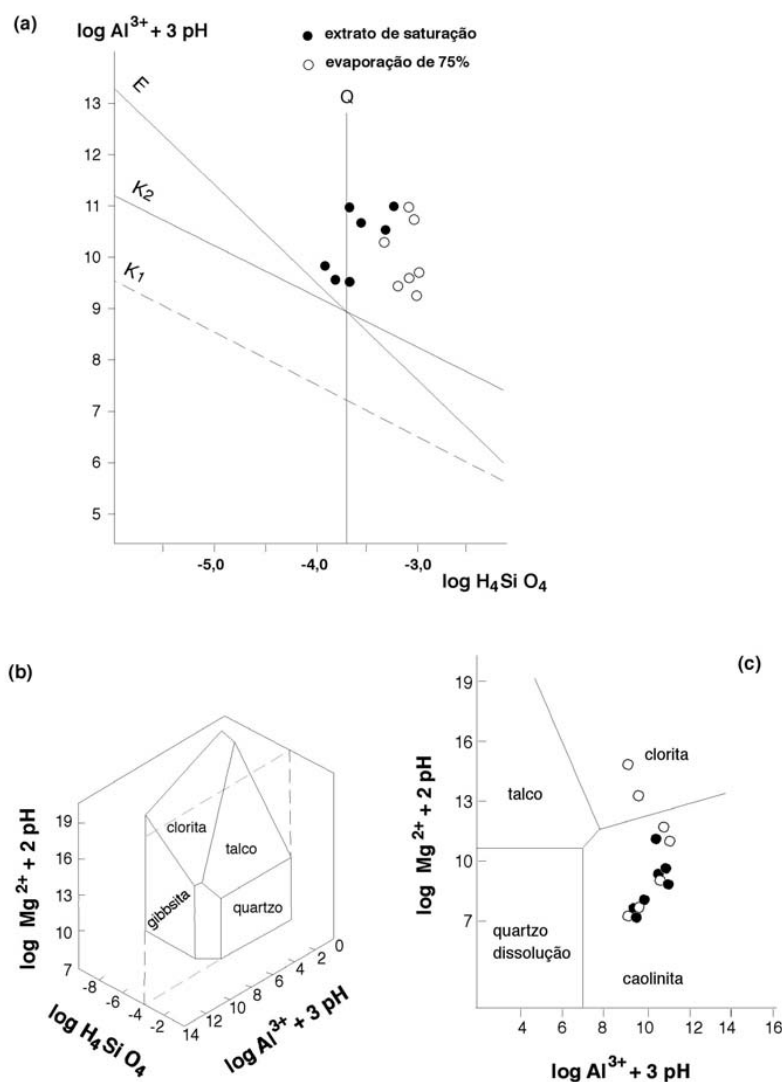 (a)
log Al³⁺ + 3 pH
● extrato de saturação
○ evaporação de 75%
E
Q
K₂
K₁
13
12
11
10
9
8
7
6
5
-5,0 -4,0 -3,0
log H₄Si O₄
(b)
log Mg²⁺ + 2 pH
19
16
13
10
7
clorita
talco
gibbsita
quartzo
-8 -6 -4 -2
log H₄Si O₄
14 12 10 8 6 4 2 0
log Al³⁺ + 3 pH
(c)
log Mg²⁺ + 2 pH
19
16
13
10
7
clorita
talco
quartzo
dissolução
caolinita
4 6 8 10 12 14 16
log Al³⁺ + 3 pH